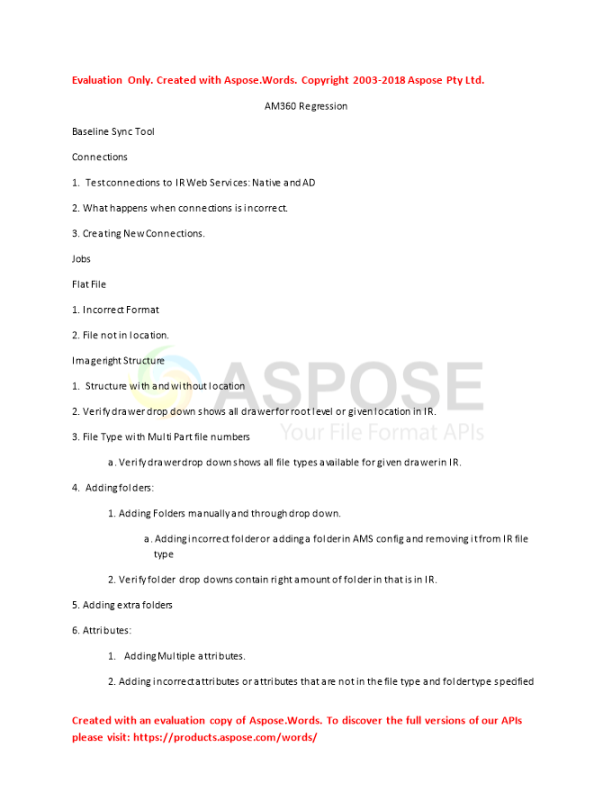 Evaluation Only. Created with Aspose.Words. Copyright 2003-2018 Aspose Pty Ltd.
AM360 Regression
Baseline Sync Tool
Connections
1. Test connections to IR Web Services: Native and AD
2. What happens when connections is incorrect.
3. Creating New Connections.
Jobs
Flat File
1. Incorrect Format
2. File not in location.
Imageright Structure
1. Structure with and without location
ASPOSE
2. Verify drawer drop down shows all drawer for root level or given location in IR.
Your File Format APIs
3. File Type with Multi Part file numbers
a. Verify drawer drop down shows all file types available for given drawer in IR.
4. Adding folders:
1. Adding Folders manually and through drop down.
a. Adding incorrect folder or adding a folder in AMS config and removing it from IR file
type
2. Verify folder drop downs contain right amount of folder in that is in IR.
5. Adding extra folders
6. Attributes:
1. Adding Multiple attributes.
2. Adding incorrect attributes or attributes that are not in the file type and folder type specified
Created with an evaluation copy of Aspose.Words. To discover the full versions of our APIs
please visit: https://products.aspose.com/words/